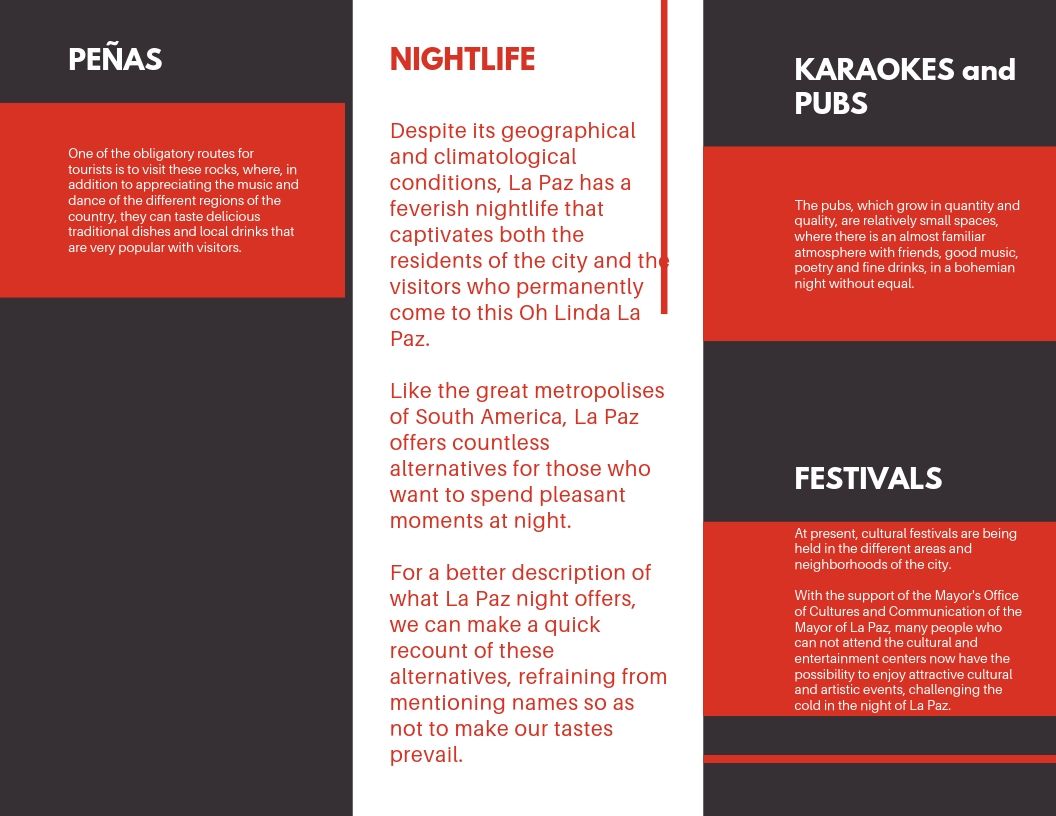 PEÑAS
One of the obligatory routes for
tourists is to visit these rocks, where, in
addition to appreciating the music and
dance of the different regions of the
country, they can taste delicious
traditional dishes and local drinks that
are very popular with visitors.
NIGHTLIFE
Despite its geographical
and climatological
conditions, La Paz has a
feverish nightlife that
captivates both the
residents of the city and the
visitors who permanently
come to this Oh Linda La
Paz.
Like the great metropolises
of South America, La Paz
offers countless
alternatives for those who
want to spend pleasant
moments at night.
For a better description of
what La Paz night offers,
we can make a quick
recount of these
alternatives, refraining from
mentioning names so as
not to make our tastes
prevail.
KARAOKES and
PUBS
The pubs, which grow in quantity and
quality, are relatively small spaces,
where there is an almost familiar
atmosphere with friends, good music,
poetry and fine drinks, in a bohemian
night without equal.
FESTIVALS
At present, cultural festivals are being
held in the different areas and
neighborhoods of the city.
With the support of the Mayor's Office
of Cultures and Communication of the
Mayor of La Paz, many people who
can not attend the cultural and
entertainment centers now have the
possibility to enjoy attractive cultural
and artistic events, challenging the
cold in the night of La Paz.